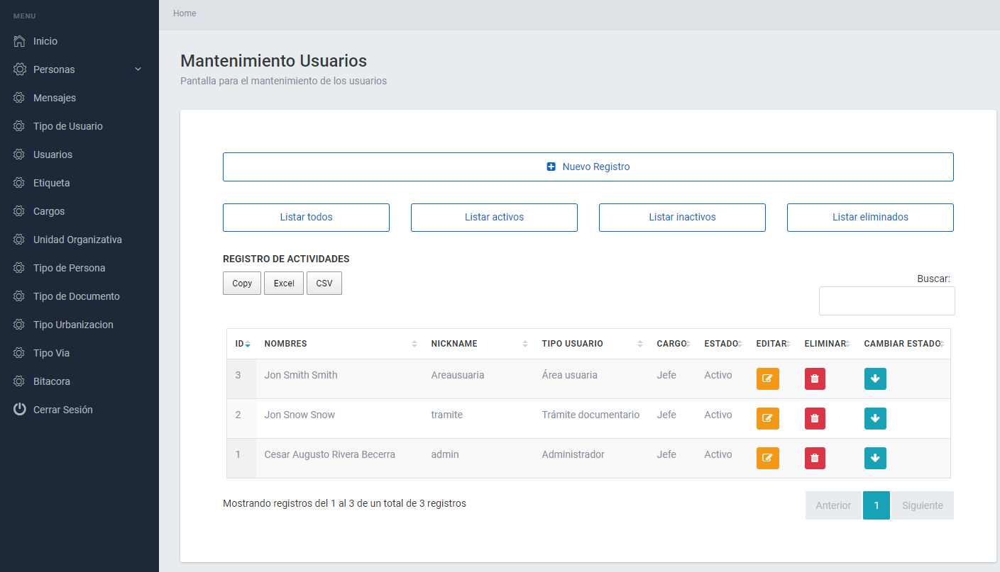 MENU
Inicio
Personas
Mensajes
Tipo de Usuario
Usuarios
Etiqueta
Cargos
Unidad Organizativa
Tipo de Persona
Tipo de Documento
Tipo Urbanizacion
Tipo Via
Bitacora
Cerrar Sesión
Home
Mantenimiento Usuarios
Pantalla para el mantenimiento de los usuarios
Nuevo Registro
Listar todos Listar activos Listar inactivos Listar eliminados
REGISTRO DE ACTIVIDADES
Copy Excel CSV
Buscar:
ID NOMBRES NICKNAME TIPO USUARIO CARGO ESTADO EDITAR ELIMINAR CAMBIAR ESTADO
3 Jon Smith Smith Areausuaria Área usuaria Jefe Activo
2 Jon Snow Snow tramite Trámite documentario Jefe Activo
1 Cesar Augusto Rivera Becerra admin Administrador Jefe Activo
Mostrando registros del 1 al 3 de un total de 3 registros
Anterior 1 Siguiente